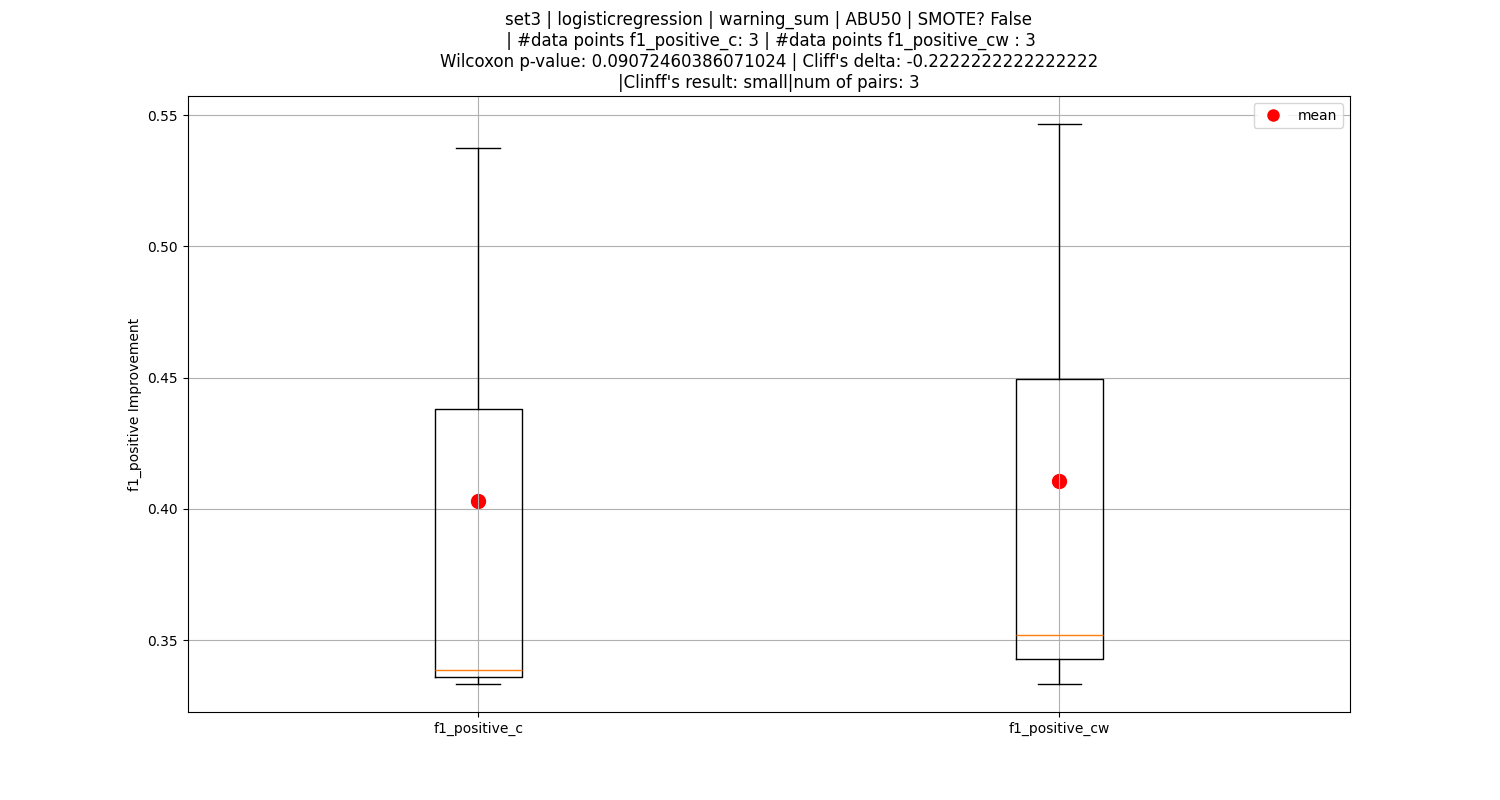 set3 | logisticregression | warning_sum | ABU50 | SMOTE? False
| #data points f1_positive_c: 3 | #data points f1_positive_cw : 3
Wilcoxon p-value: 0.09072460386071024 | Cliff's delta: -0.2222222222222222
|Clinff's result: small|num of pairs: 3
mean
0.55
0.50
0.45
0.40
0.35
f1_positive Improvement
f1_positive_c
f1_positive_cw